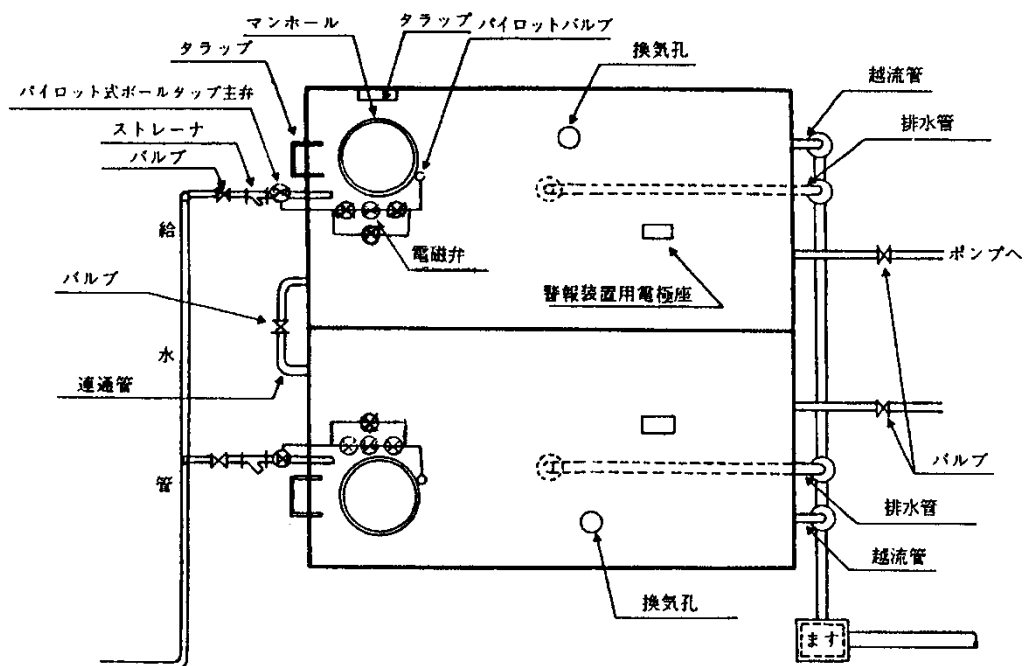 マンホール
タラップ
パイロットバルブ
タラップ
換気孔
越流管
パイロット式ボールタップ主弁
排水管
ストレーナ
バルブ
給水管
電磁弁
ポンプへ
バルブ
警報装置用電極座
連通管
バルブ
排水管
越流管
換気孔
ます